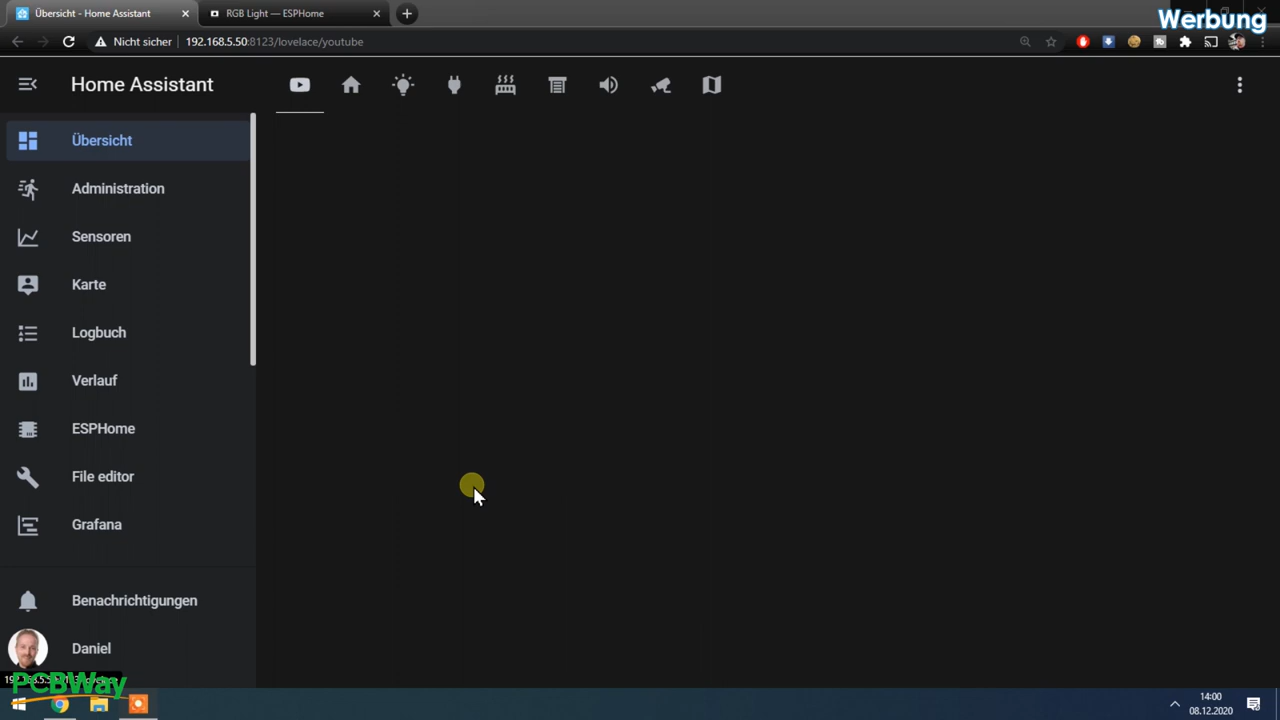 Übersicht - Home Assistant
RGB Light — ESPHome
Werbung
Nicht sicher
192.168.5.50:8123/lovelace/youtube
Home Assistant
Übersicht
Administration
Sensoren
Karte
Logbuch
Verlauf
ESPHome
File editor
Grafana
Benachrichtigungen
Daniel
PCBWay
14:00
08.12.2020